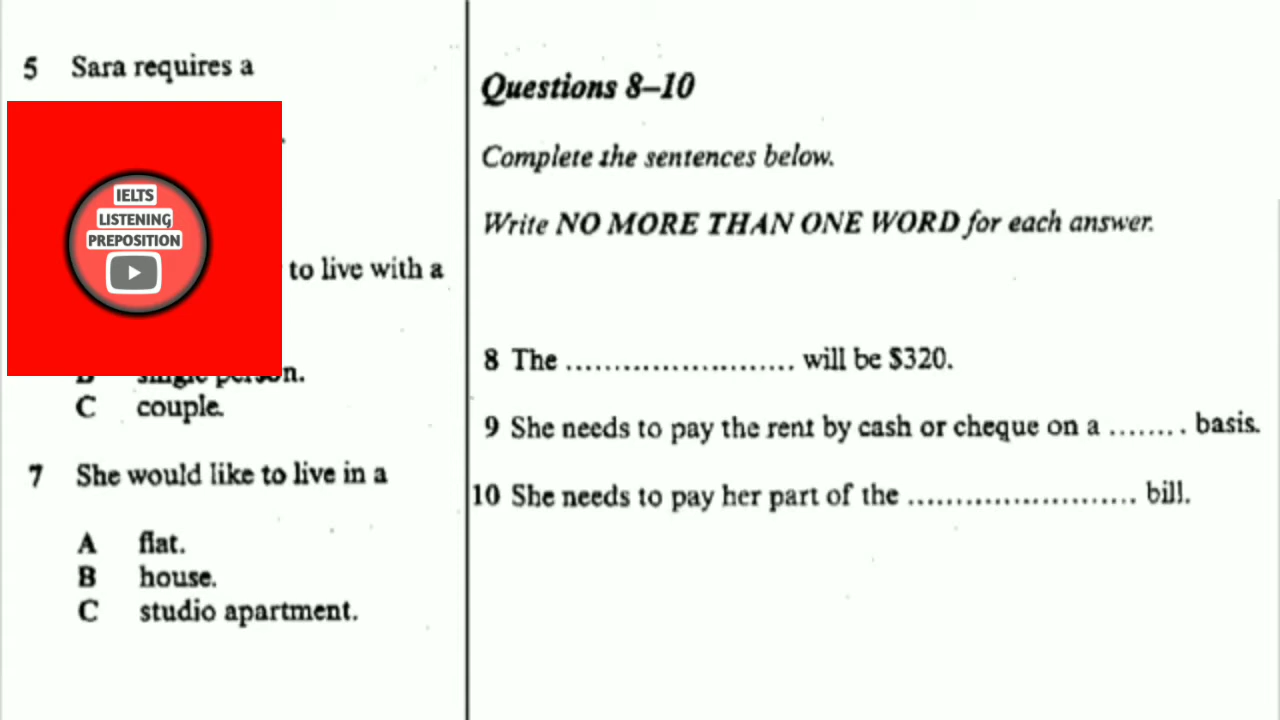 5 Sara requires a
IELTS
LISTENING
PREPOSITION
to live with a
B single person.
C couple.
7 She would like to live in a
A flat.
B house.
C studio apartment.
Questions 8–10
Complete the sentences below.
Write NO MORE THAN ONE WORD for each answer.
8 The ........................ will be $320.
9 She needs to pay the rent by cash or cheque on a ........ basis.
10 She needs to pay her part of the ........................ bill.